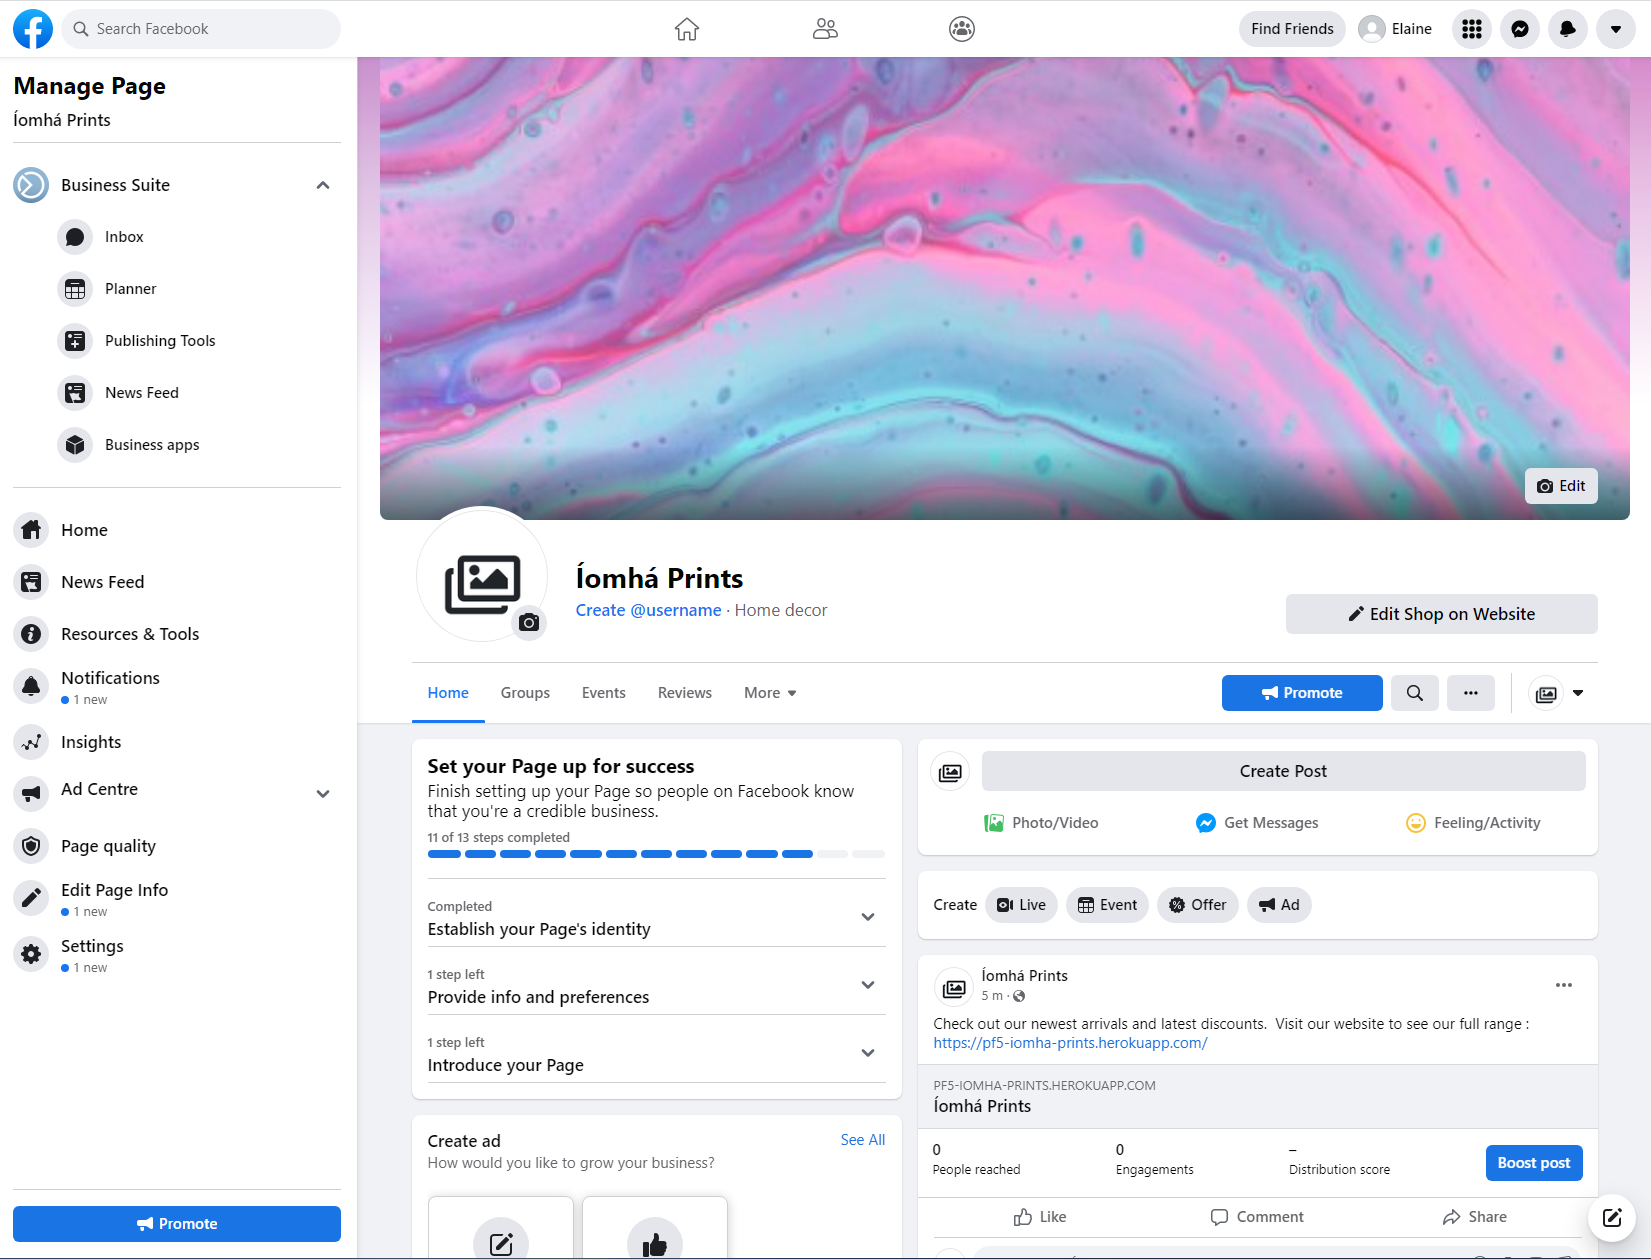 Search Facebook
Find Friends
Elaine
Manage Page
Íomhá Prints
Business Suite
Inbox
Planner
Publishing Tools
News Feed
Business apps
Home
News Feed
Resources & Tools
Notifications
1 new
Insights
Ad Centre
Page quality
Edit Page Info
1 new
Settings
1 new
Promote
Edit
Íomhá Prints
Create @username · Home decor
Edit Shop on Website
Home
Groups
Events
Reviews
More
Promote
Set your Page up for success
Finish setting up your Page so people on Facebook know
that you're a credible business.
11 of 13 steps completed
Completed
Establish your Page's identity
1 step left
Provide info and preferences
1 step left
Introduce your Page
Create ad
See All
How would you like to grow your business?
Create Post
Photo/Video
Get Messages
Feeling/Activity
Create
Live
Event
Offer
Ad
Íomhá Prints
5 m ·
Check out our newest arrivals and latest discounts.  Visit our website to see our full range :
https://pf5-iomha-prints.herokuapp.com/
PF5-IOMHA-PRINTS.HEROKUAPP.COM
Íomhá Prints
0
People reached
0
Engagements
–
Distribution score
Boost post
Like
Comment
Share